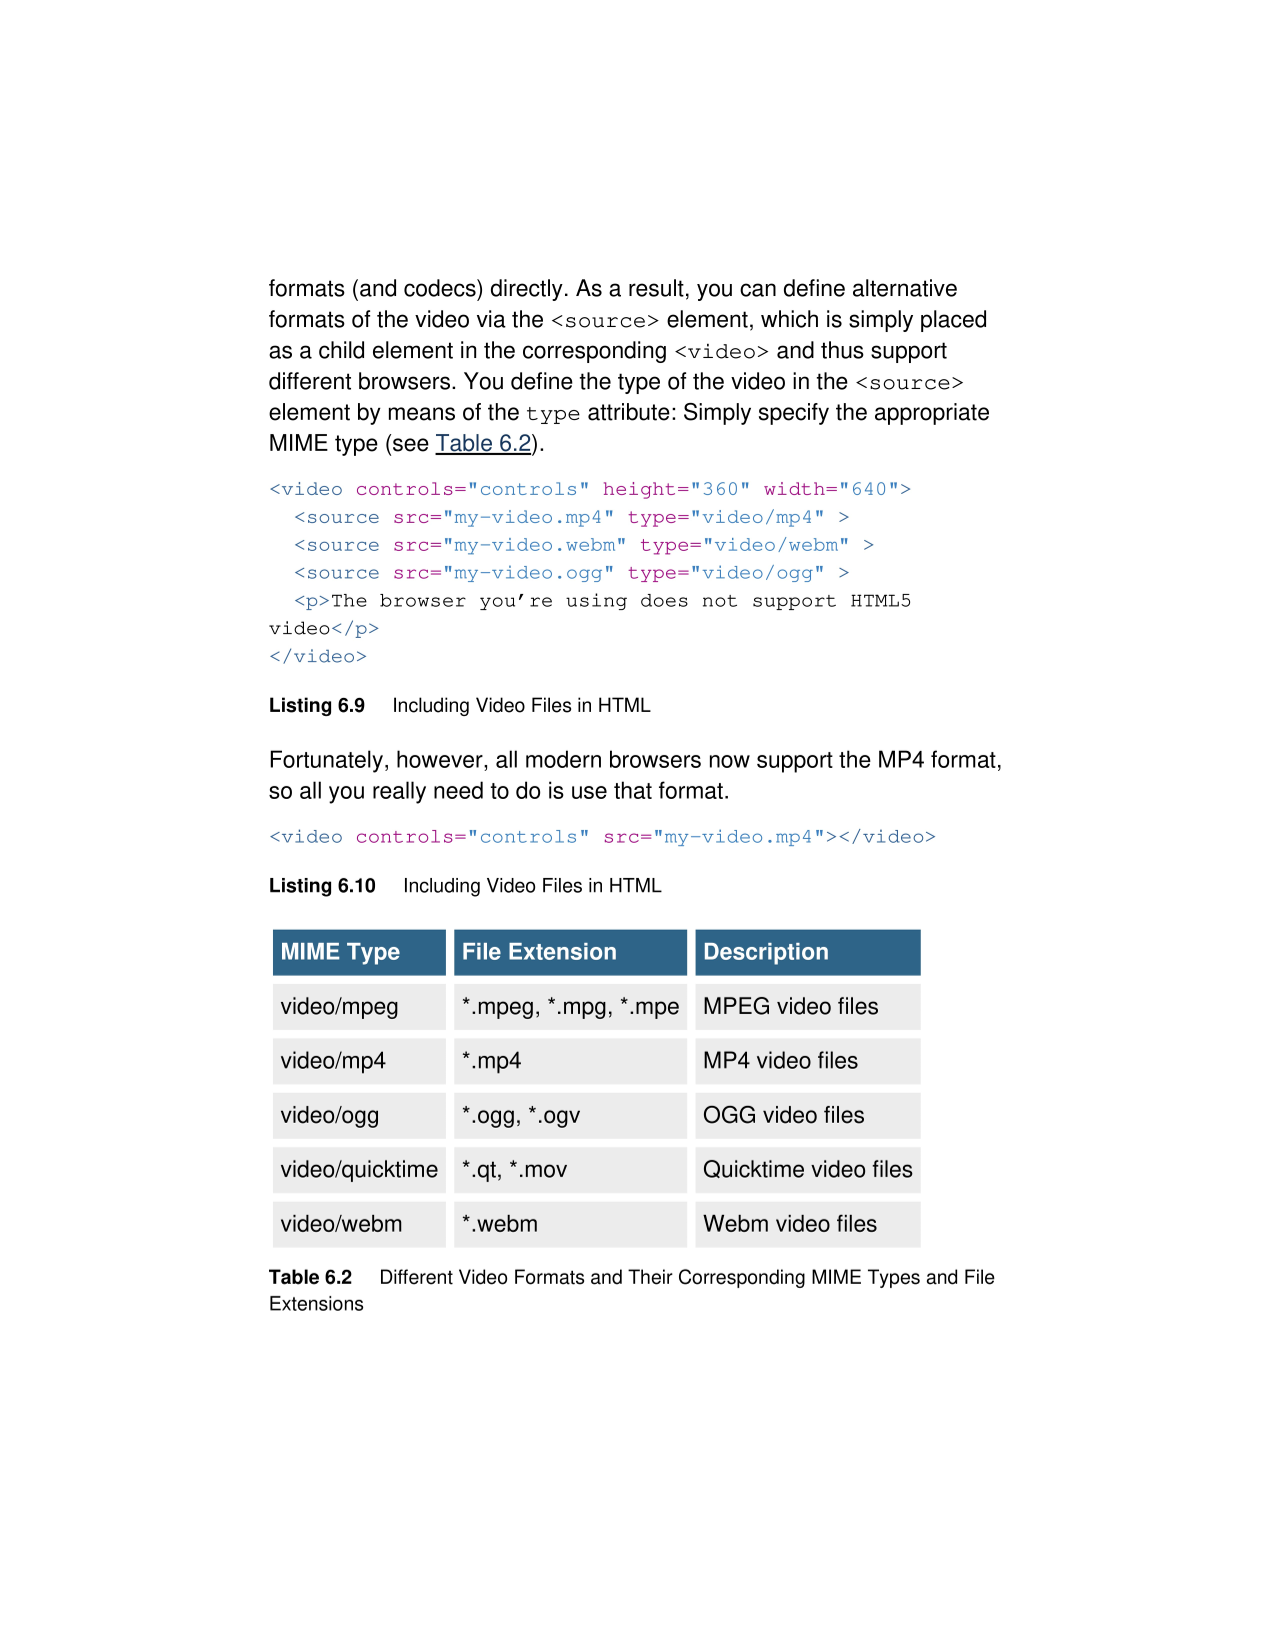 formats (and codecs) directly. As a result, you can define alternative
formats of the video via the <source> element, which is simply placed
as a child element in the corresponding <video> and thus support
different browsers. You define the type of the video in the <source>
element by means of the type attribute: Simply specify the appropriate
MIME type (see Table 6.2).
<video controls="controls" height="360" width="640">
  <source src="my-video.mp4" type="video/mp4" >
  <source src="my-video.webm" type="video/webm" >
  <source src="my-video.ogg" type="video/ogg" >
  <p>The browser you’re using does not support HTML5
video</p>
</video>
Listing 6.9 Including Video Files in HTML
Fortunately, however, all modern browsers now support the MP4 format,
so all you really need to do is use that format.
<video controls="controls" src="my-video.mp4"></video>
Listing 6.10 Including Video Files in HTML
MIME Type File Extension Description
video/mpeg *.mpeg, *.mpg, *.mpe MPEG video files
video/mp4 *.mp4 MP4 video files
video/ogg *.ogg, *.ogv OGG video files
video/quicktime *.qt, *.mov Quicktime video files
video/webm *.webm Webm video files
Table 6.2 Different Video Formats and Their Corresponding MIME Types and File
Extensions